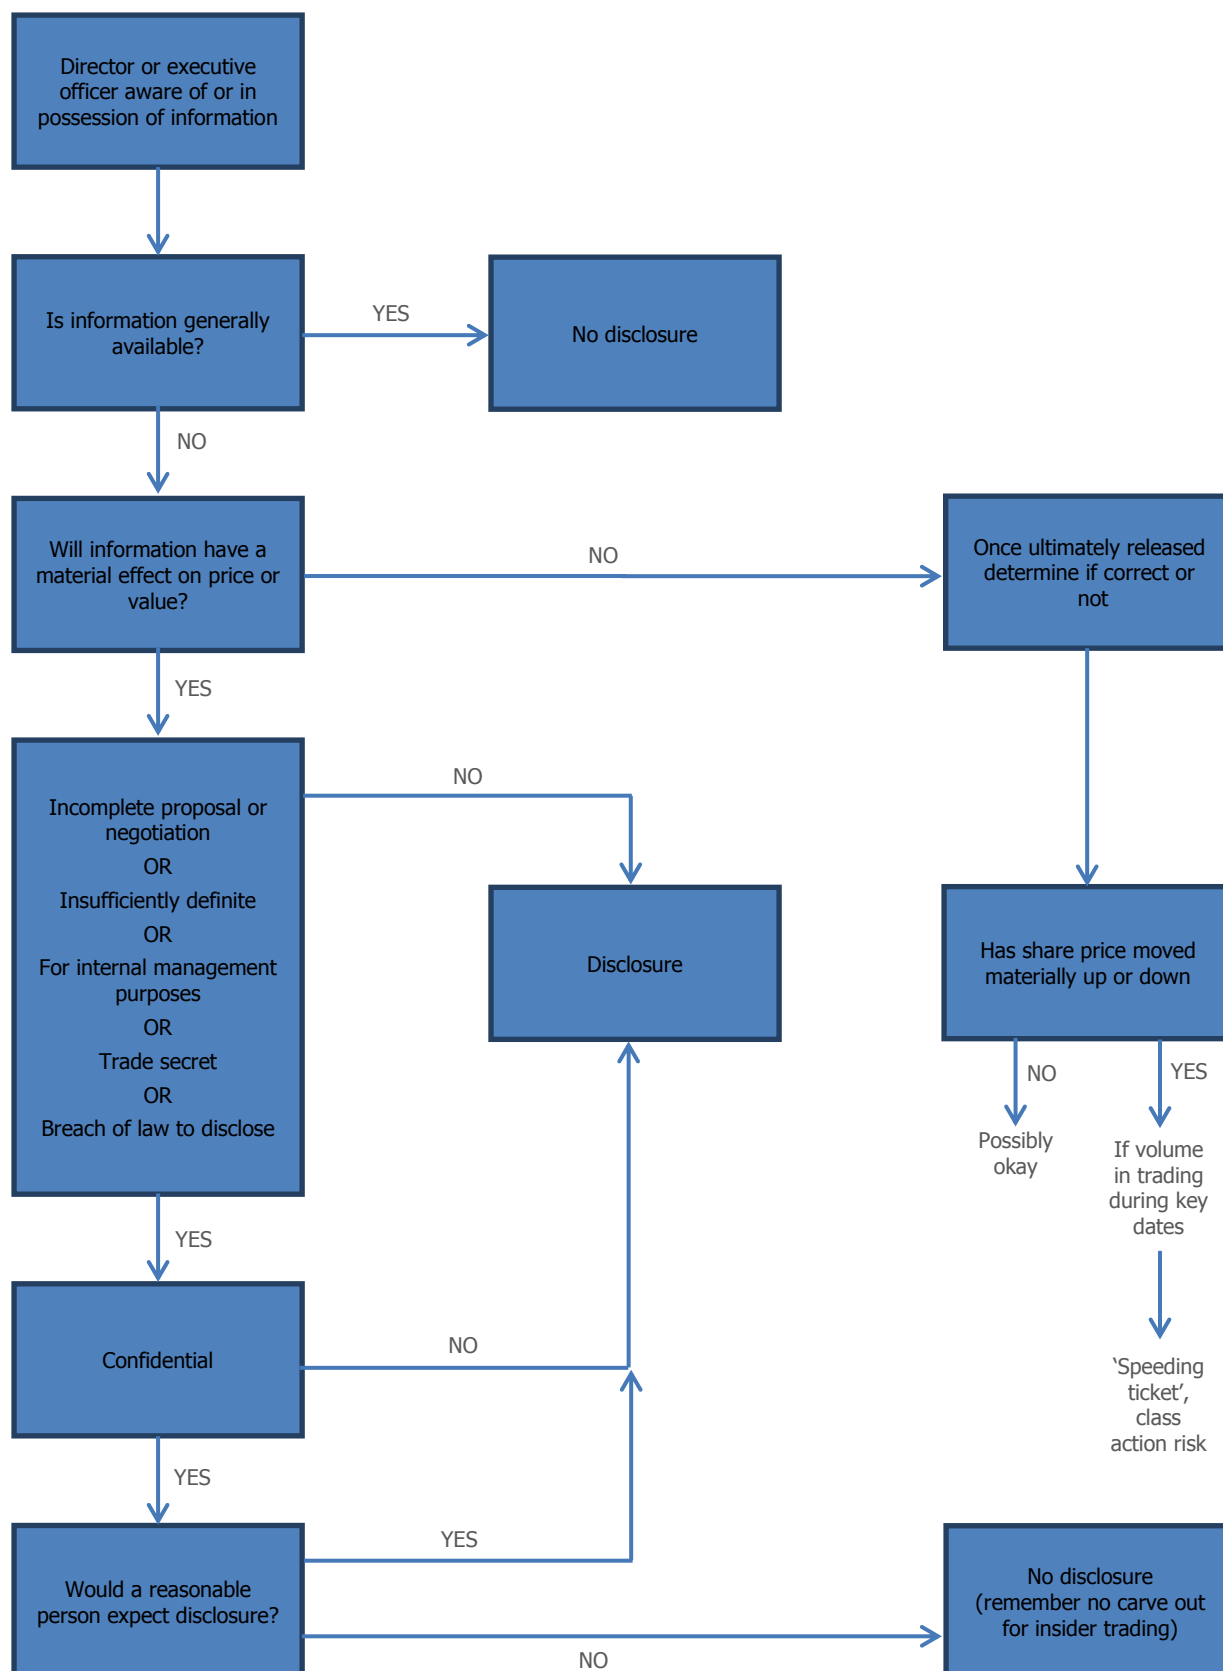 Director or executive
officer aware of or in
possession of information
Is information generally
available?
YES
No disclosure
NO
Will information have a
material effect on price or
value?
NO
Once ultimately released
determine if correct or
not
YES
Incomplete proposal or
negotiation
OR
Insufficiently definite
OR
For internal management
purposes
OR
Trade secret
OR
Breach of law to disclose
NO
Disclosure
Has share price moved
materially up or down
NO
YES
Possibly
okay
If volume
in trading
during key
dates
‘Speeding
ticket’,
class
action risk
YES
Confidential
NO
YES
Would a reasonable
person expect disclosure?
YES
NO
No disclosure
(remember no carve out
for insider trading)